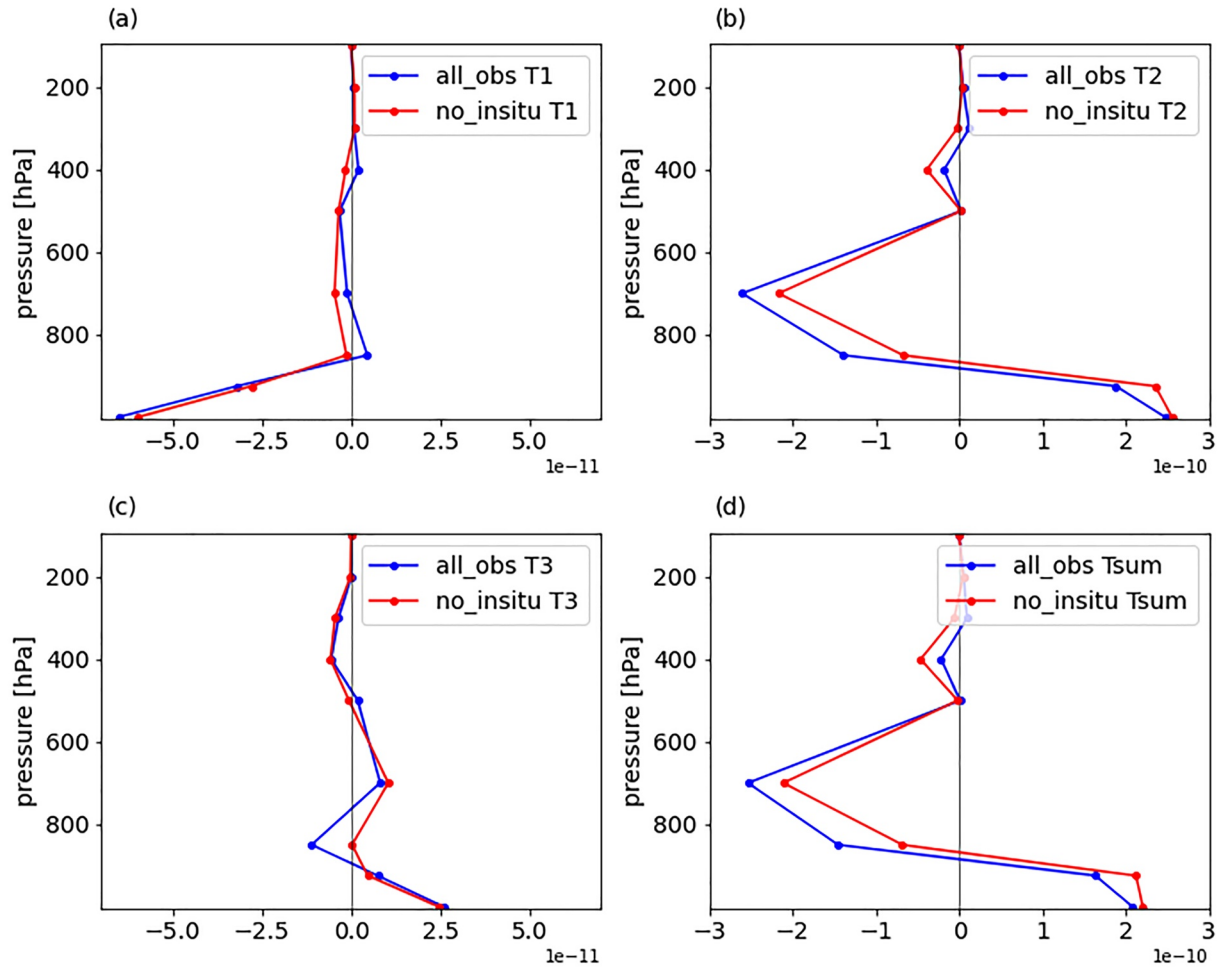 (a)
all_obs T1
no_insitu T1
pressure [hPa]
200
400
600
800
−5.0 −2.5 0.0 2.5 5.0
1e−11
(b)
all_obs T2
no_insitu T2
pressure [hPa]
200
400
600
800
−3 −2 −1 0 1 2 3
1e−10
(c)
all_obs T3
no_insitu T3
pressure [hPa]
200
400
600
800
−5.0 −2.5 0.0 2.5 5.0
1e−11
(d)
all_obs Tsum
no_insitu Tsum
pressure [hPa]
200
400
600
800
−3 −2 −1 0 1 2 3
1e−10